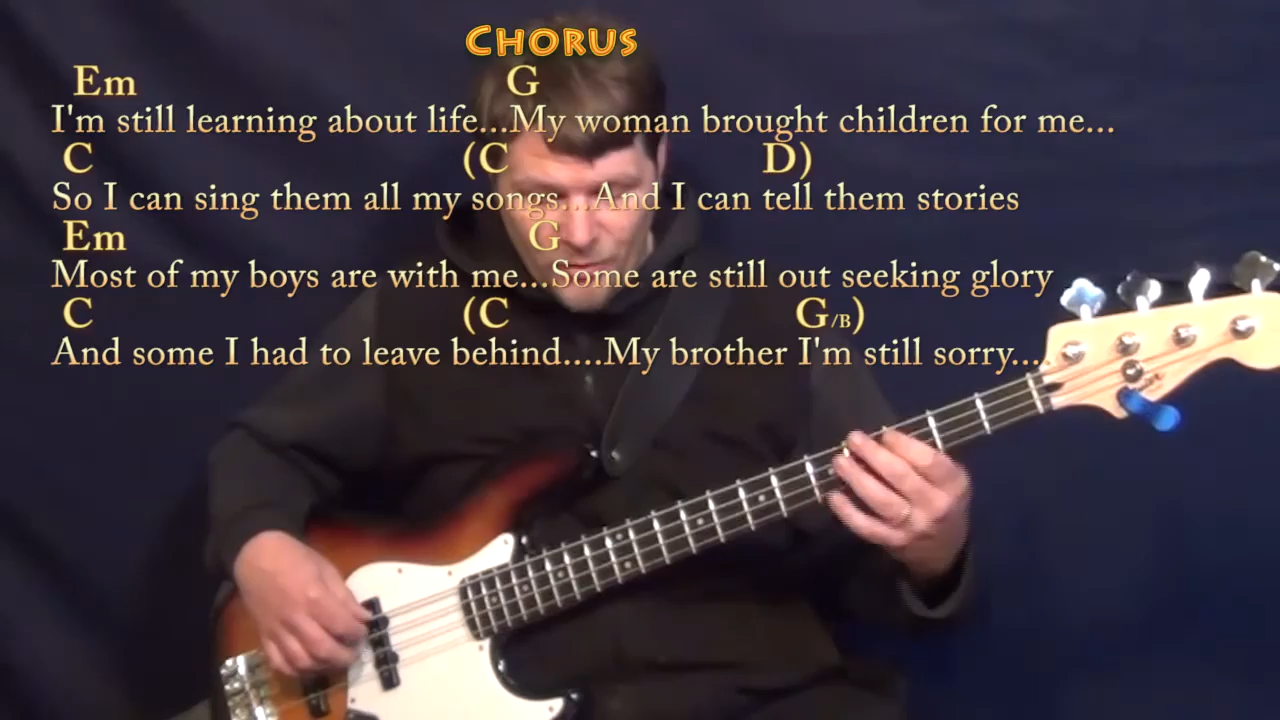 CHORUS
Em G
I'm still learning about life...My woman brought children for me...
C (C D)
So I can sing them all my songs...And I can tell them stories
Em G
Most of my boys are with me...Some are still out seeking glory
C (C G/B)
And some I had to leave behind....My brother I'm still sorry....